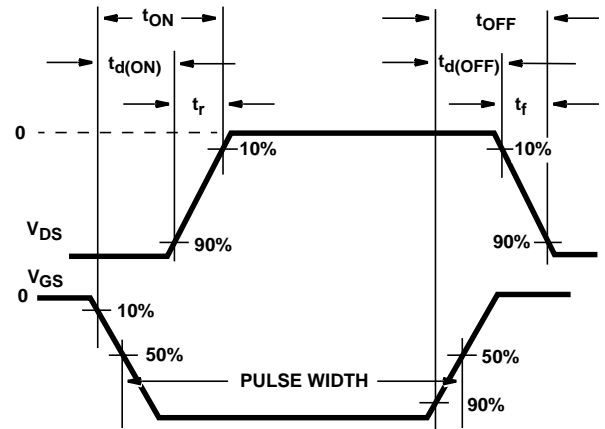 tON
tOFF
td(ON)
td(OFF)
tr
tf
0
10%
10%
VDS
90%
90%
VGS
0
10%
50%
50%
PULSE WIDTH
90%